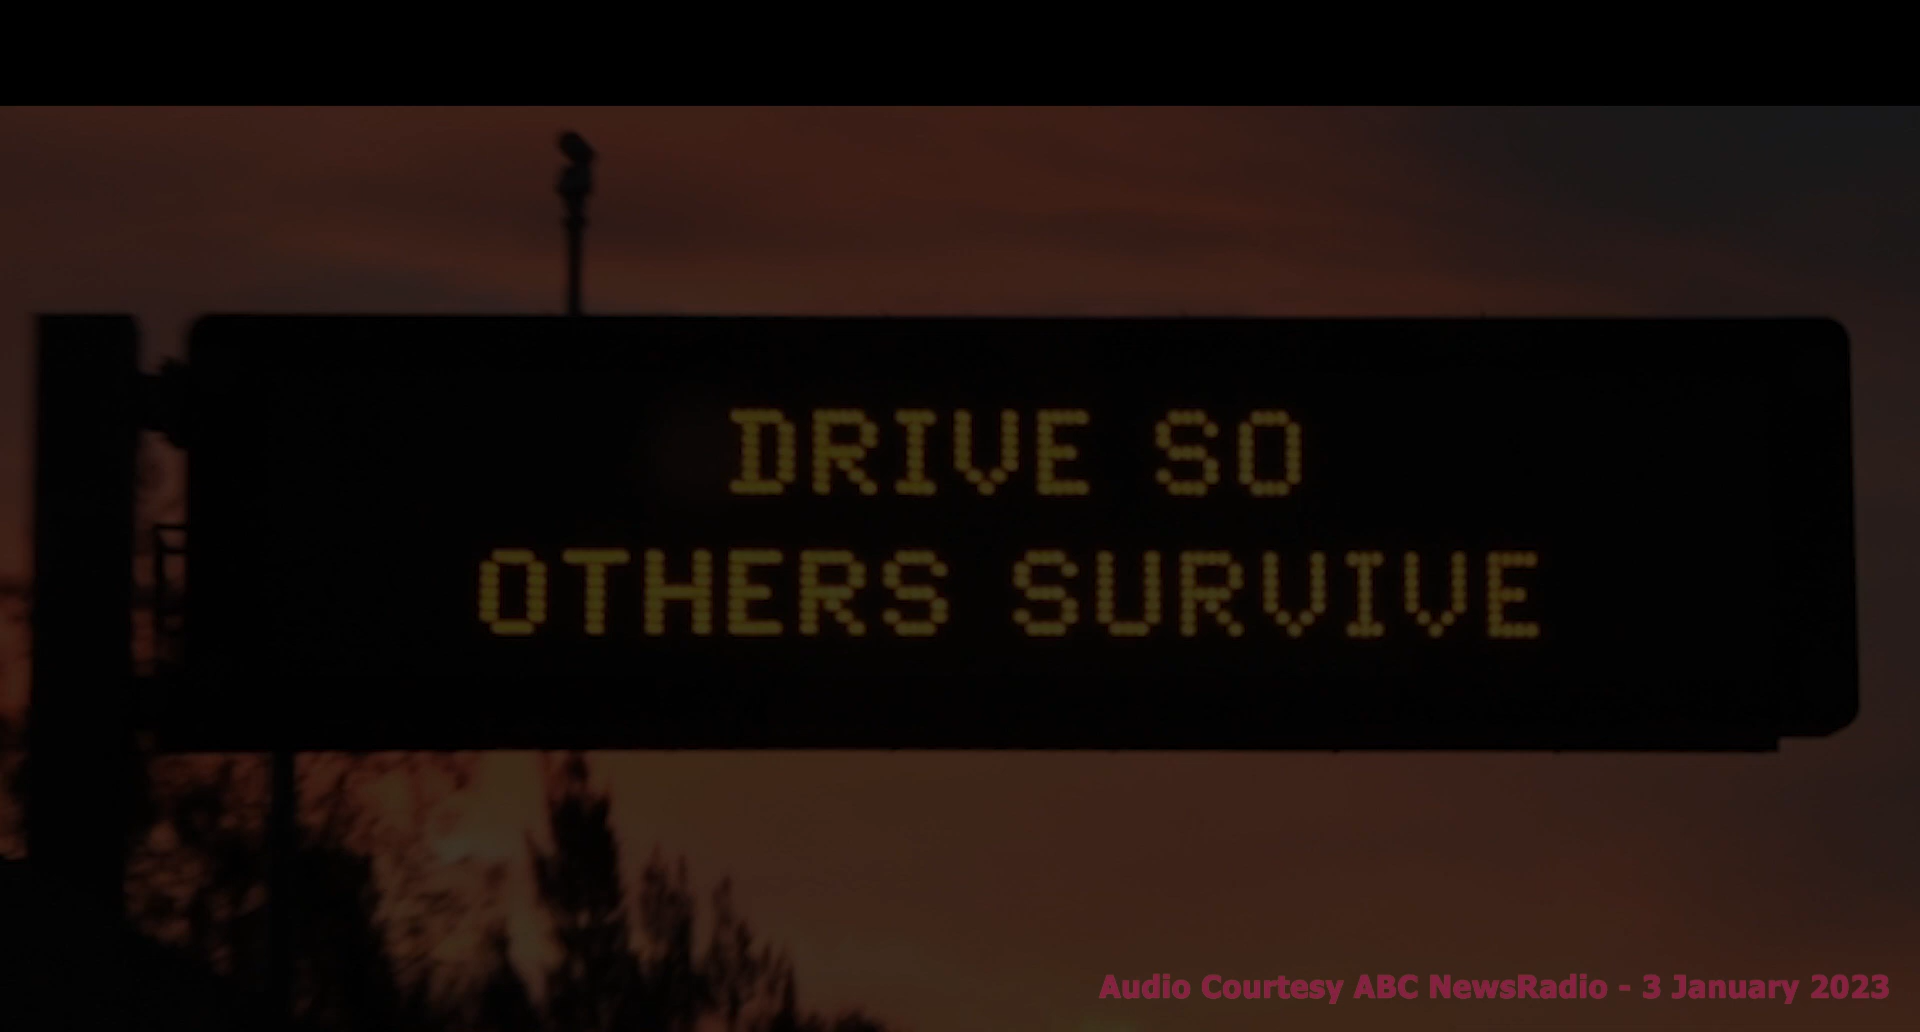 DRIVE SO
OTHERS SURVIVE
Audio Courtesy ABC NewsRadio - 3 January 2023